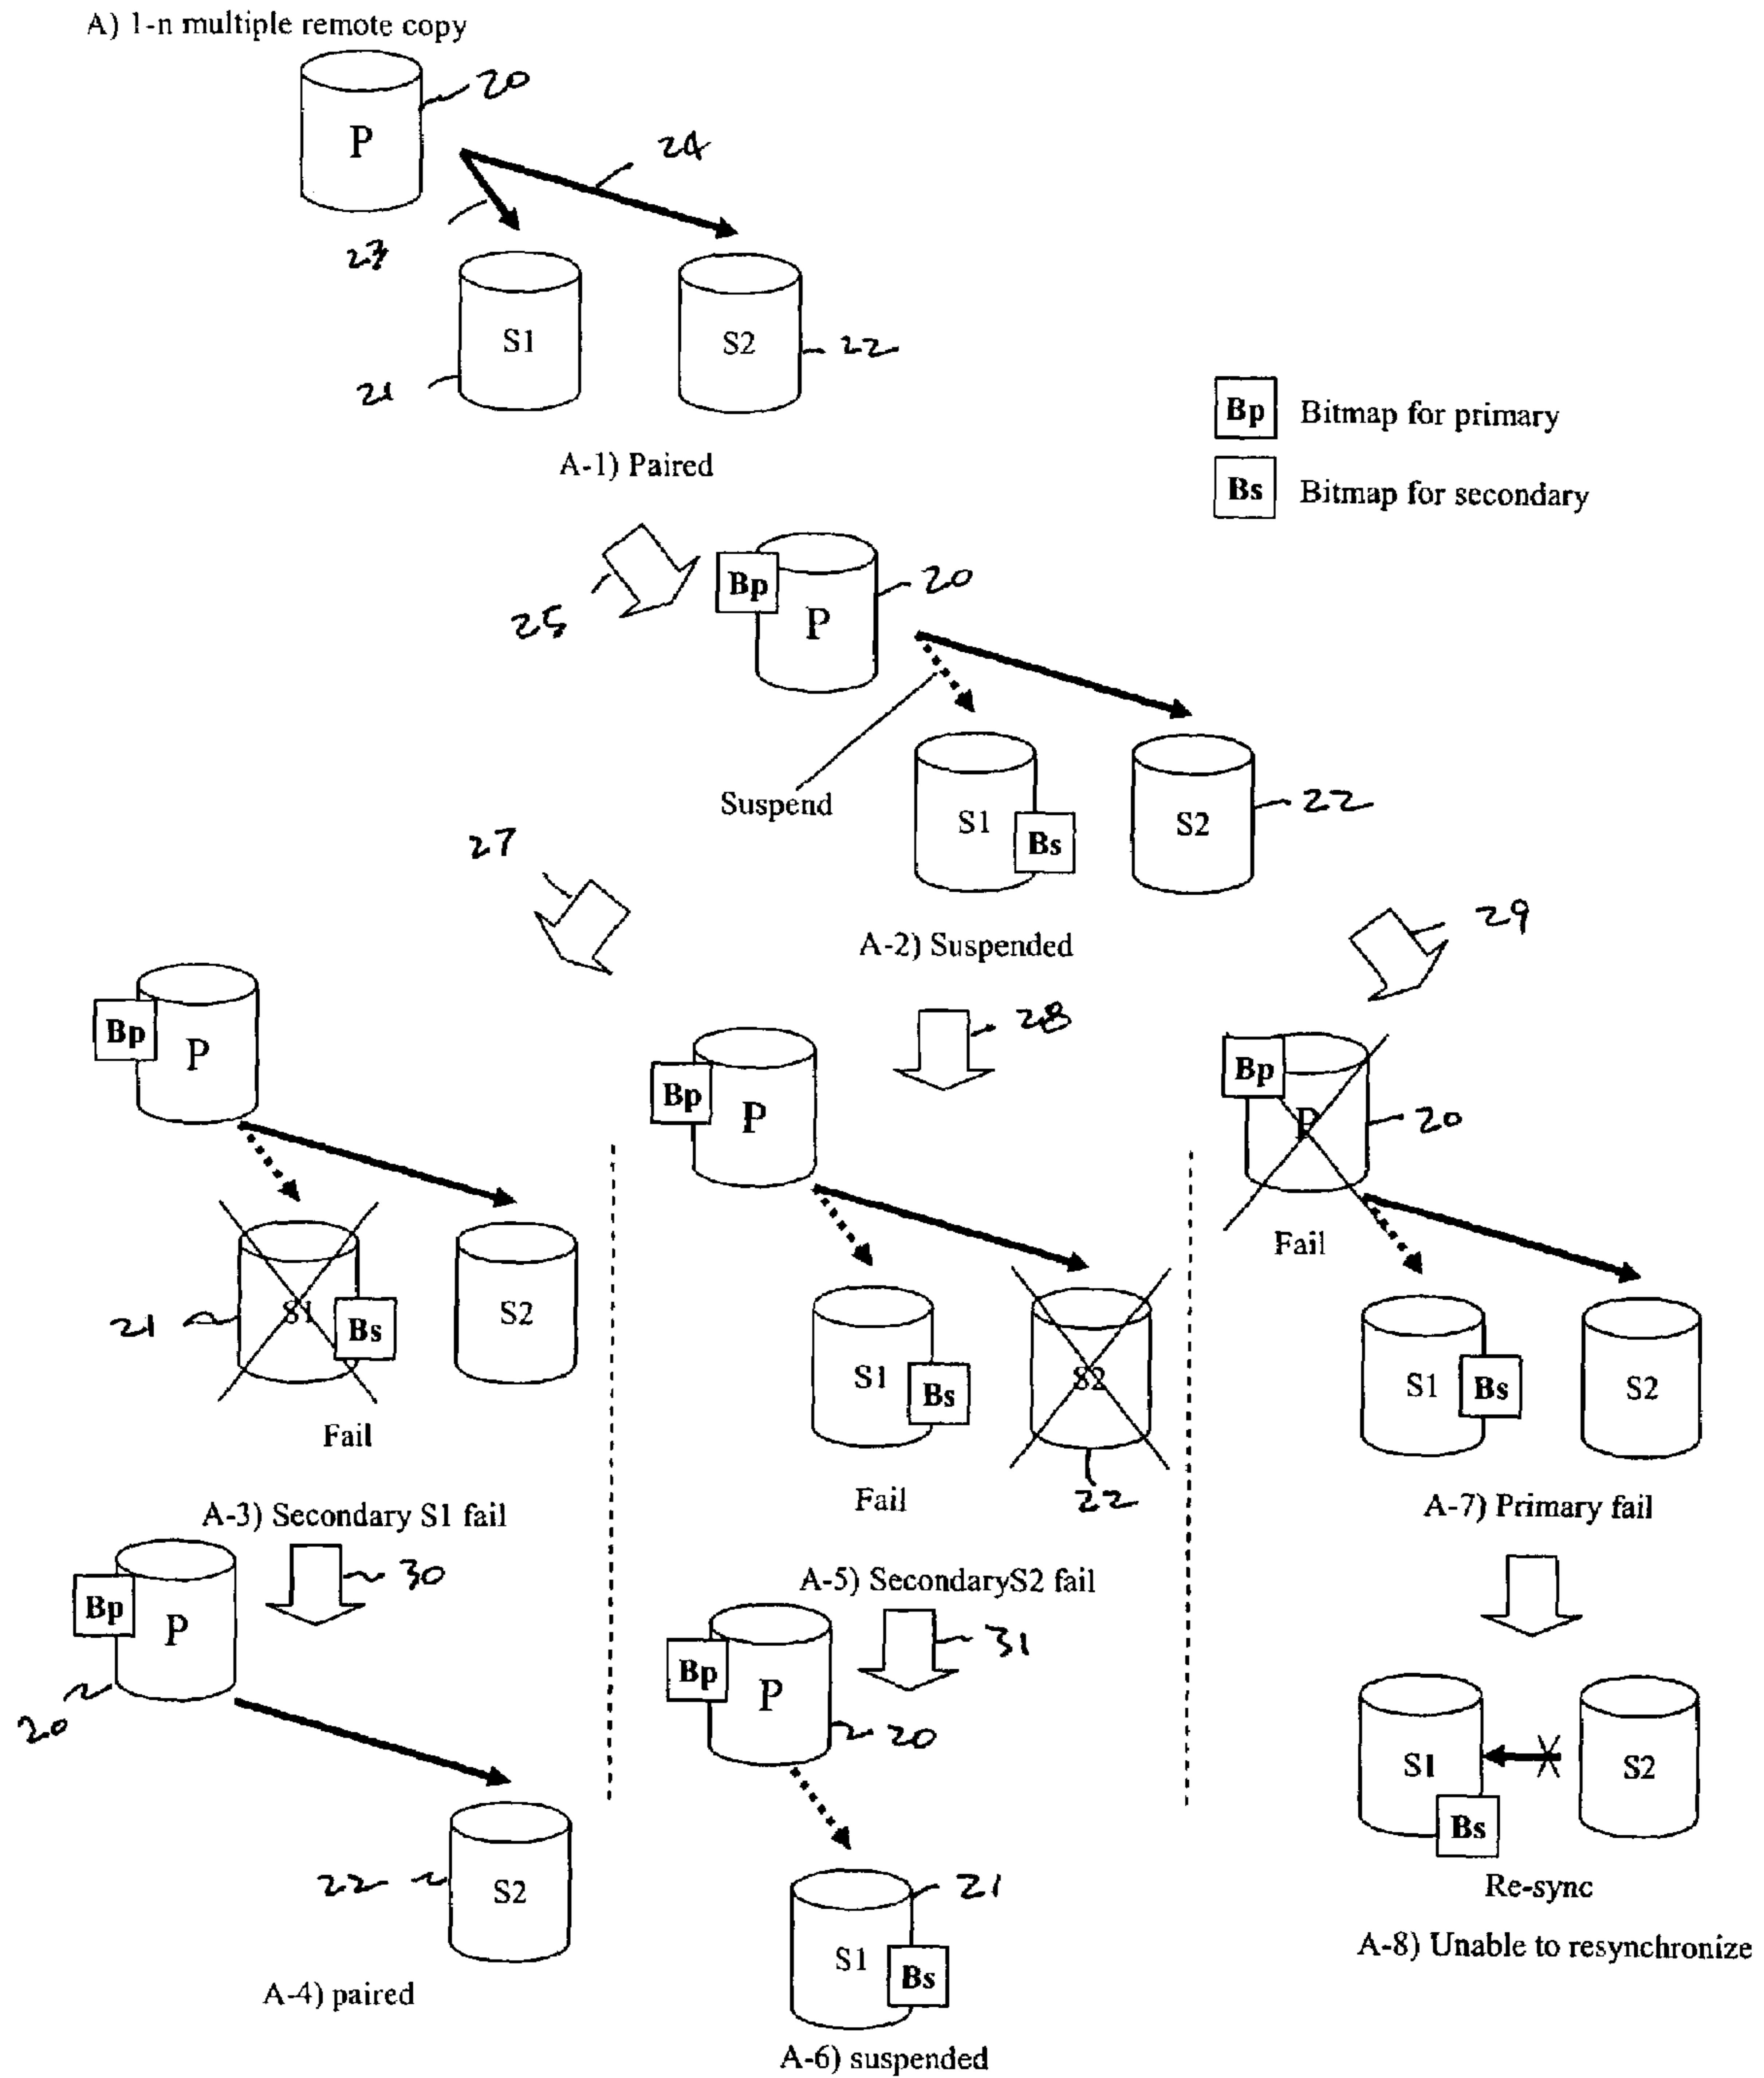 A) 1-n multiple remote copy
20
P
24
23
S1
S2
22
21
A-1) Paired
Bp Bitmap for primary
Bs Bitmap for secondary
25
Bp
P
20
Suspend
S1
Bs
S2
22
A-2) Suspended
27
28
29
Bp
P
21
S1
Bs
S2
Fail
A-3) Secondary S1 fail
Bp
P
S1
Bs
S2
22
Fail
A-5) SecondaryS2 fail
Bp
P
20
Fail
S1
Bs
S2
A-7) Primary fail
30
Bp
P
20
22
S2
A-4) paired
31
Bp
P
20
21
S1
Bs
A-6) suspended
S1
Bs
S2
Re-sync
A-8) Unable to resynchronize